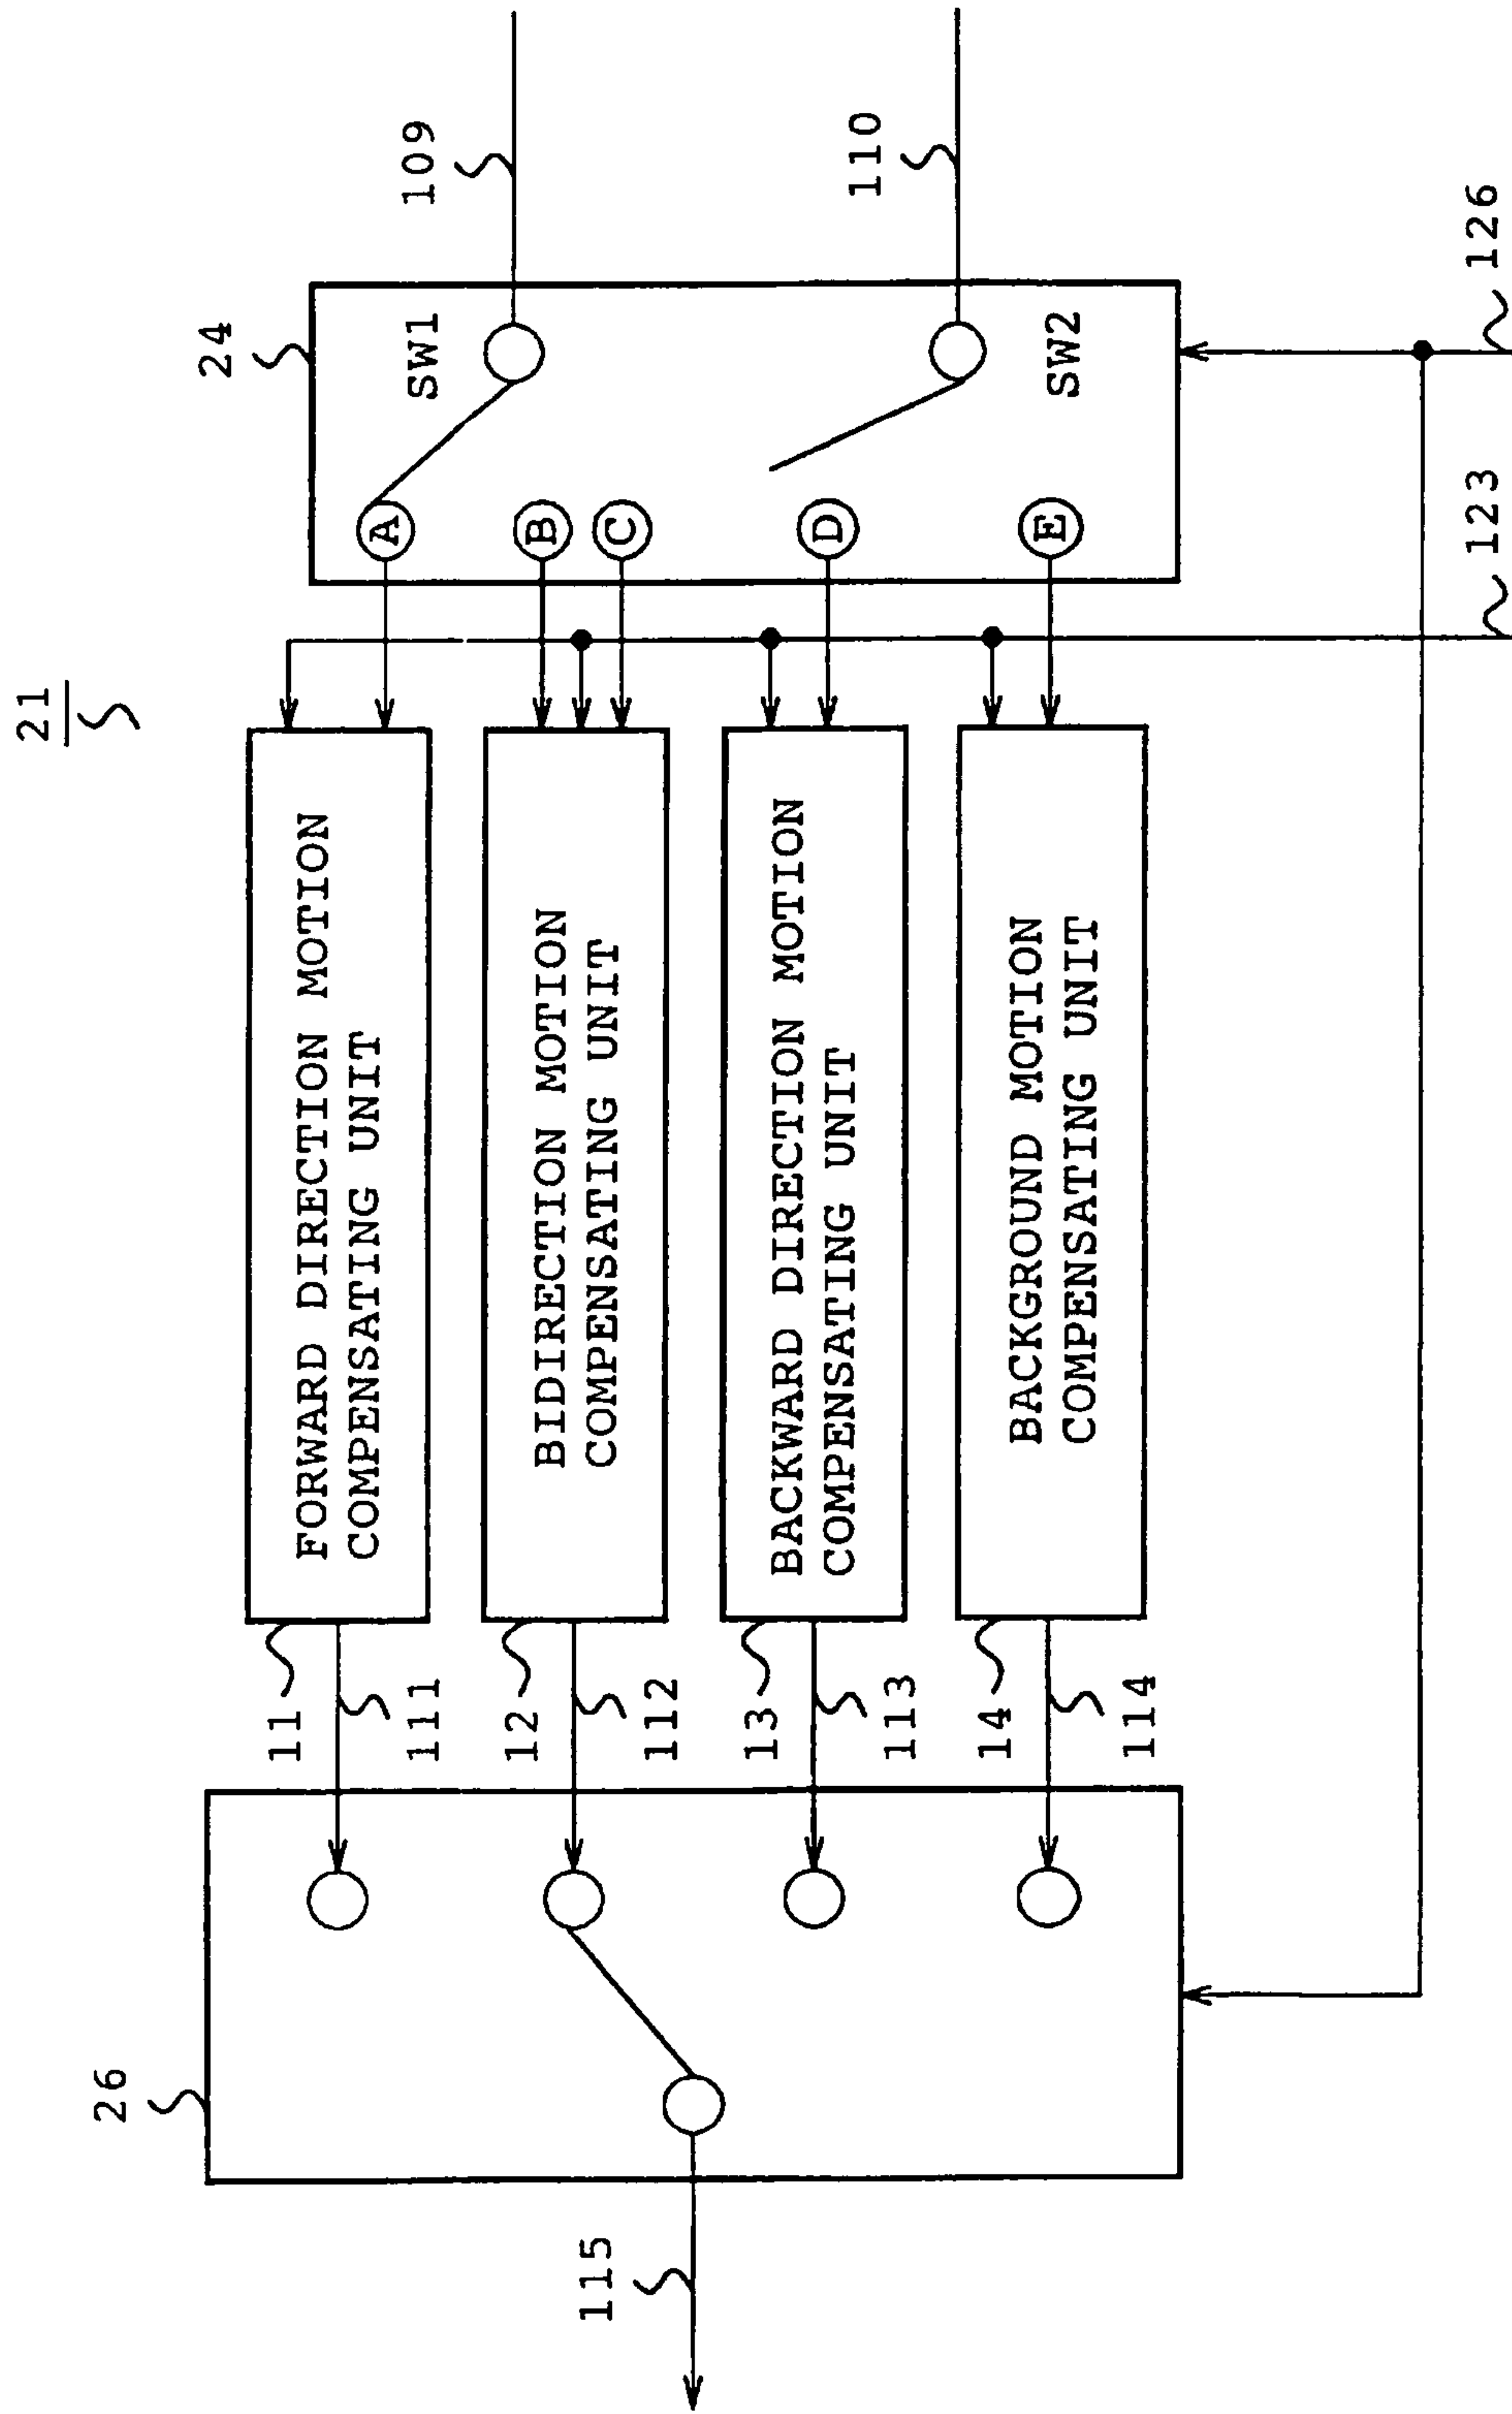 21
24
SW1
109
A
B
C
D
E
SW2
110
123
126
FORWARD DIRECTION MOTION
COMPENSATING UNIT
11
111
BIDIRECTION MOTION
COMPENSATING UNIT
12
112
BACKWARD DIRECTION MOTION
COMPENSATING UNIT
13
113
BACKGROUND MOTION
COMPENSATING UNIT
14
114
26
115